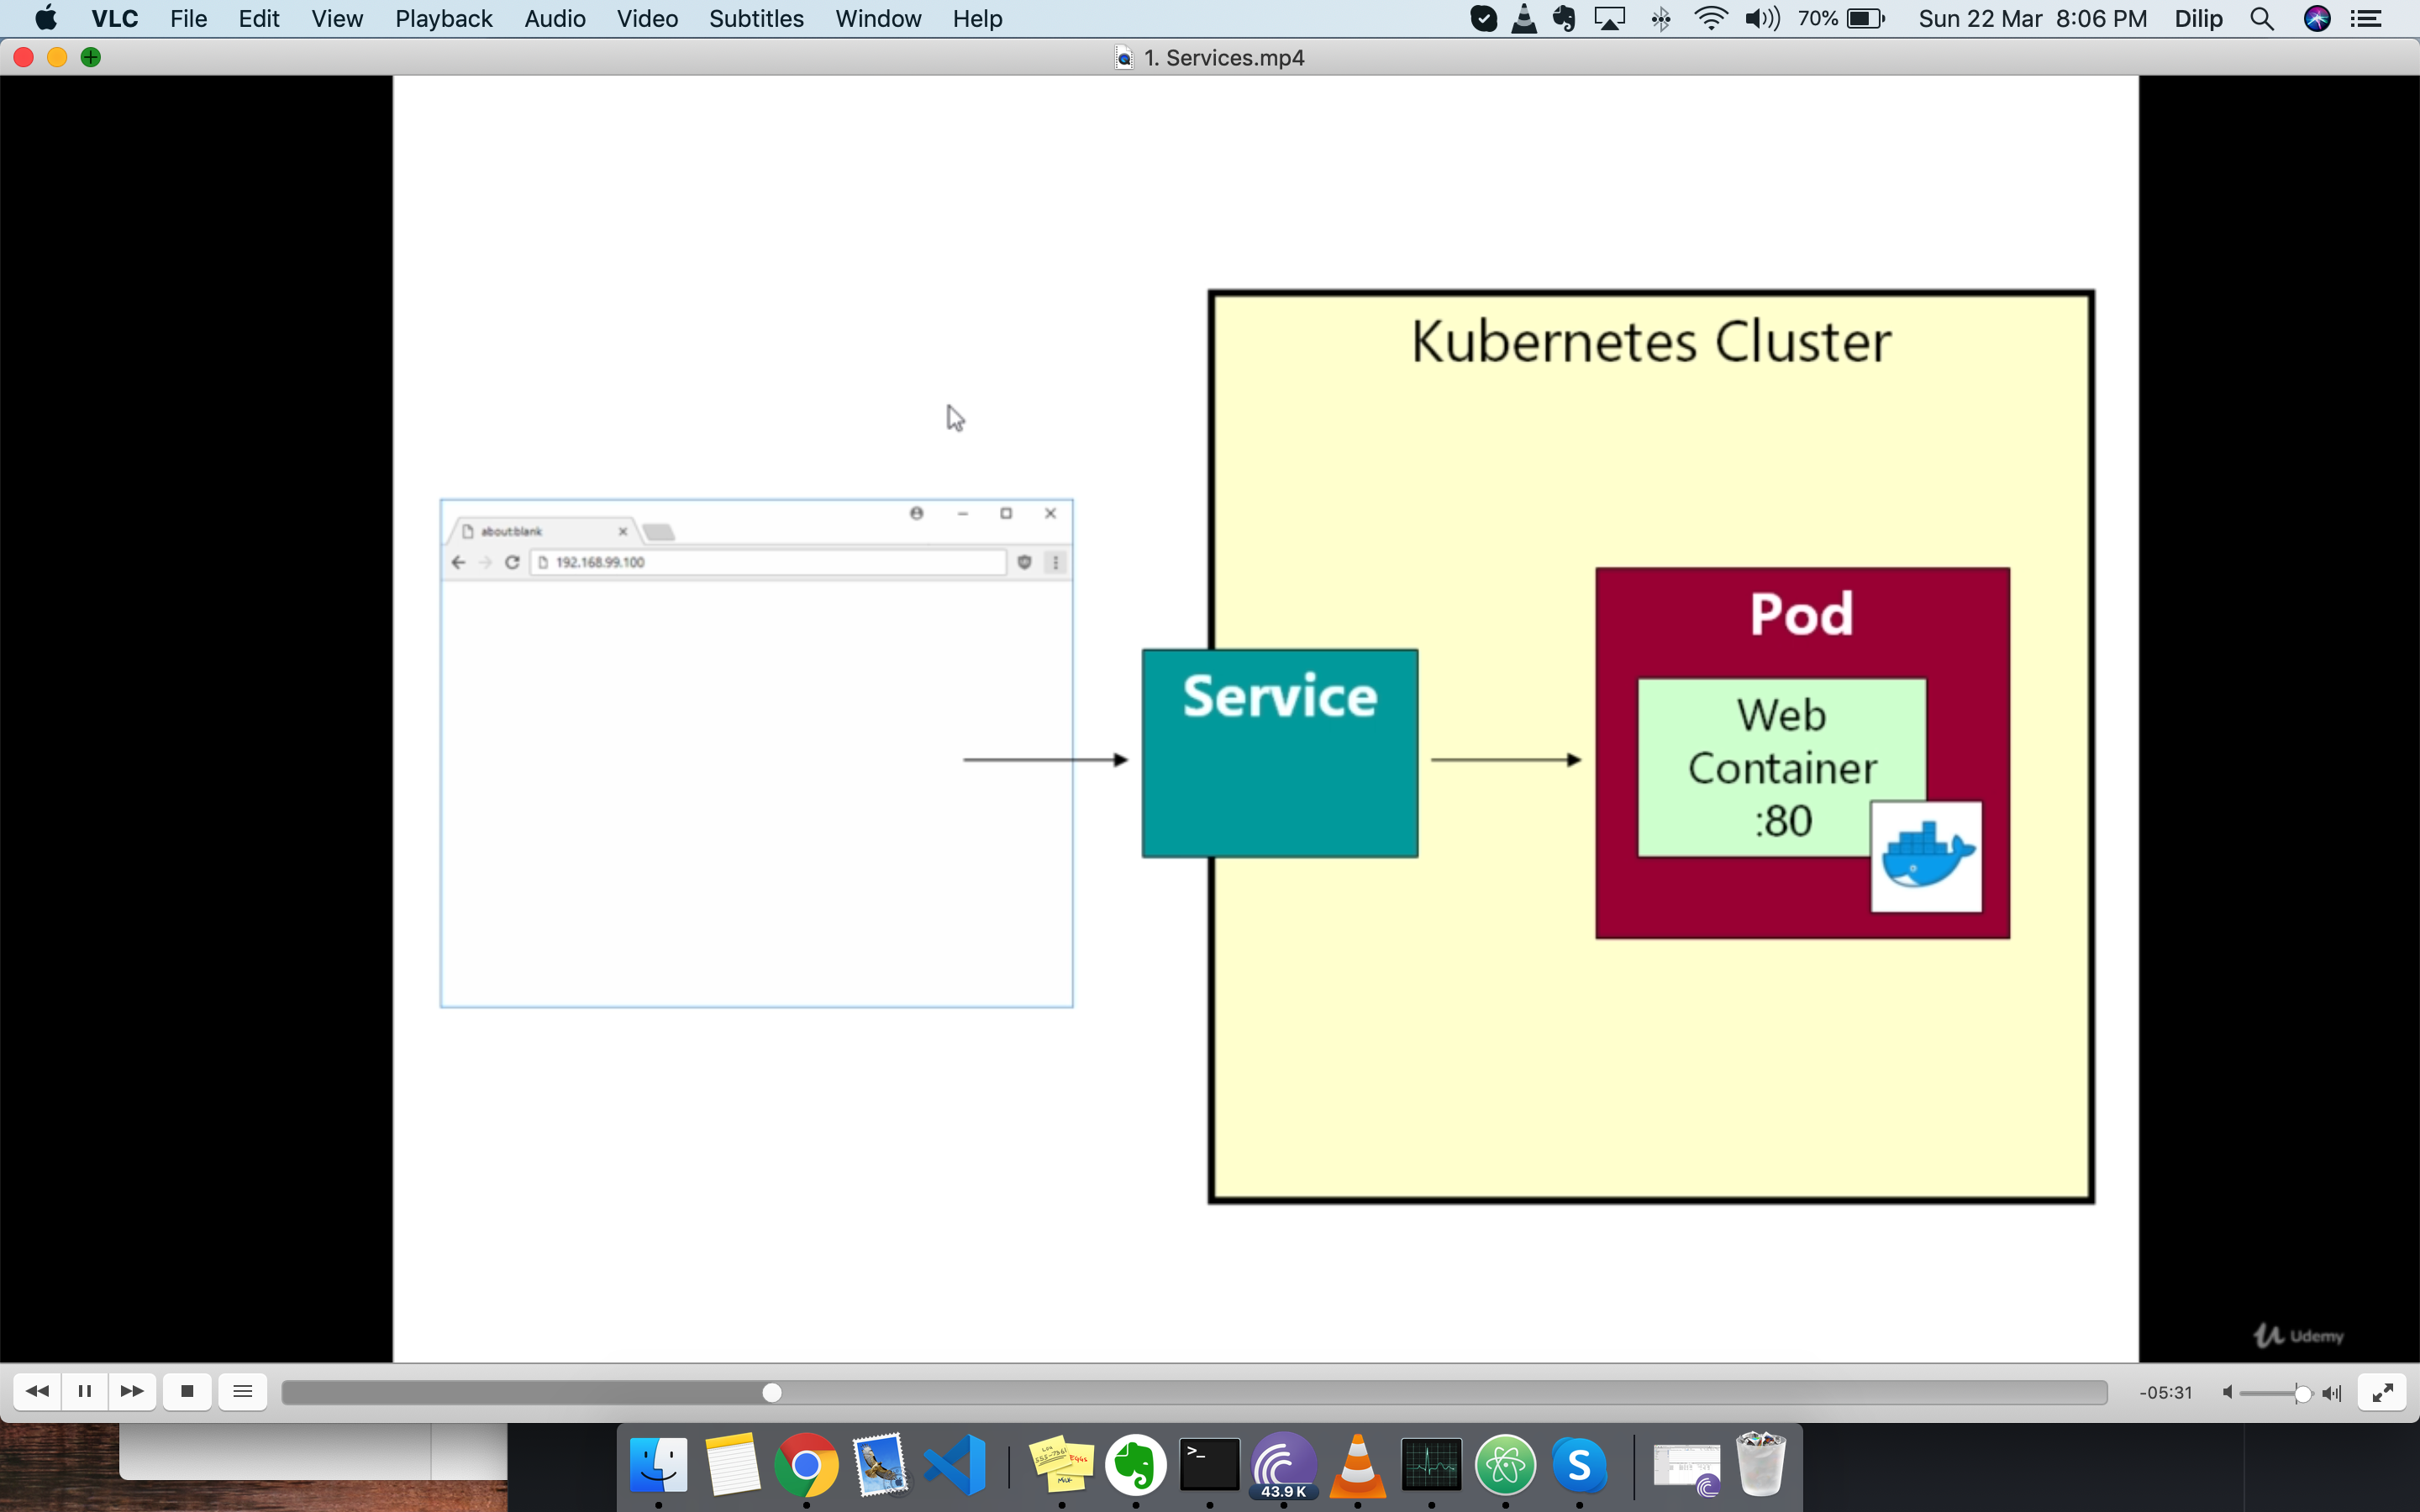 VLC File Edit View Playback Audio Video Subtitles Window Help 70% Sun 22 Mar 8:06 PM Dilip
1. Services.mp4
Kubernetes Cluster
about:blank
192.168.99.100
Service
Pod
Web
Container
:80
Udemy
-05:31
43.9 K